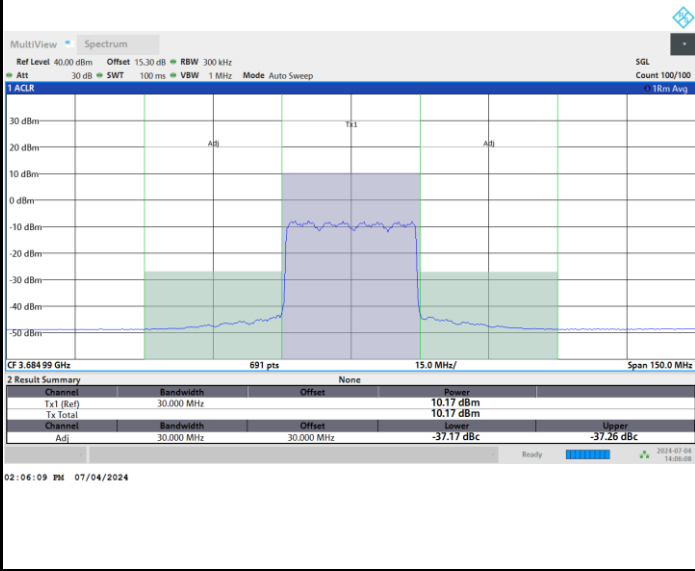 MultiView Spectrum
Ref Level 40.00 dBm Offset 15.30 dB RBW 300 kHz SGL
Att 30 dB SWT 100 ms VBW 1 MHz Mode Auto Sweep Count 100/100
1 ACLR 1Rm Avg
30 dBm
Tx1
20 dBm
Adj Adj
10 dBm
0 dBm
-10 dBm
-20 dBm
-30 dBm
-40 dBm
-50 dBm
CF 3.684 99 GHz 691 pts 15.0 MHz/ Span 150.0 MHz
2 Result Summary None
Channel Bandwidth Offset Power
Tx1 (Ref) 30.000 MHz 10.17 dBm
Tx Total 10.17 dBm
Channel Bandwidth Offset Lower Upper
Adj 30.000 MHz 30.000 MHz -37.17 dBc -37.26 dBc
Ready 2024-07-04
14:06:08
02:06:09 PM 07/04/2024